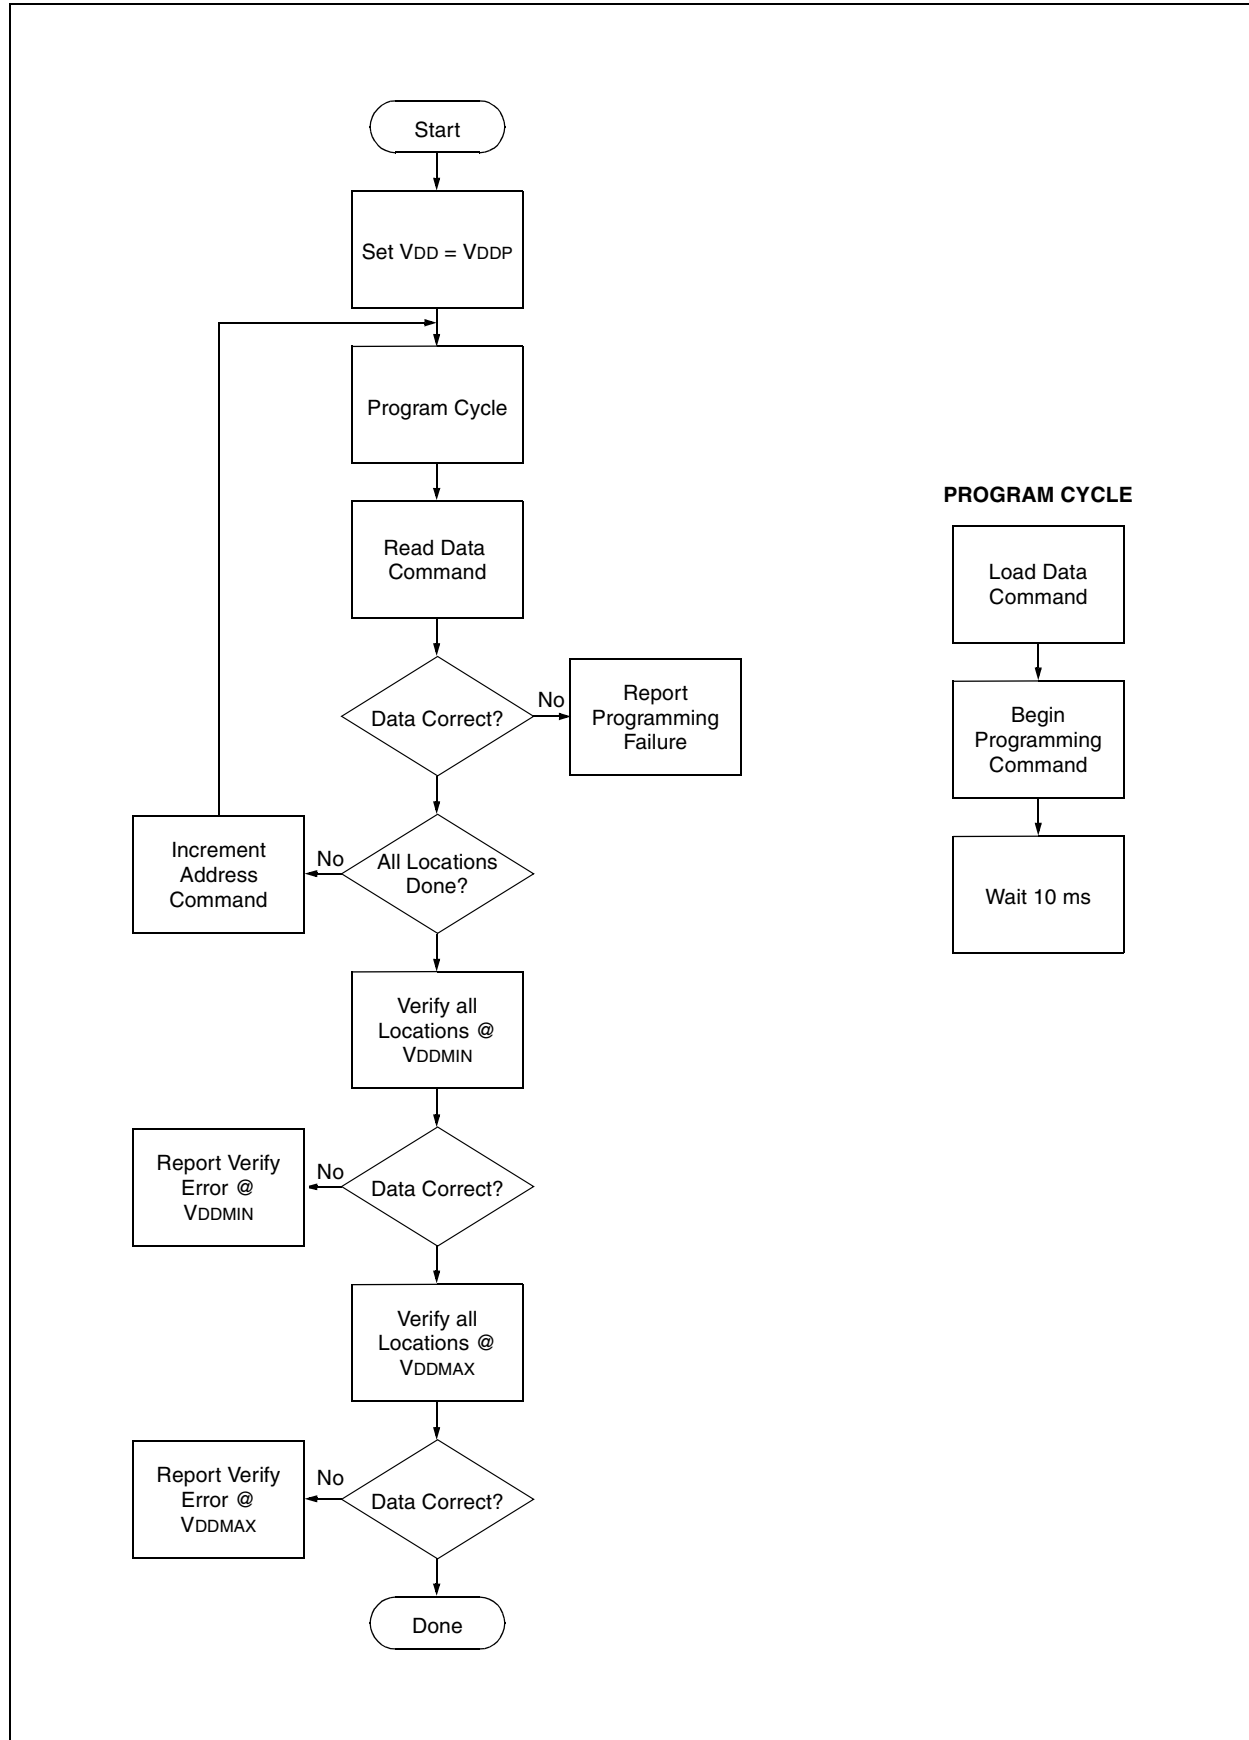 Start
Set VDD = VDDP
Program Cycle
Read Data
Command
Data Correct?
No
Report
Programming
Failure
All Locations
Done?
No
Increment
Address
Command
Verify all
Locations @
VDDMIN
Data Correct?
No
Report Verify
Error @
VDDMIN
Verify all
Locations @
VDDMAX
Data Correct?
No
Report Verify
Error @
VDDMAX
Done
PROGRAM CYCLE
Load Data
Command
Begin
Programming
Command
Wait 10 ms